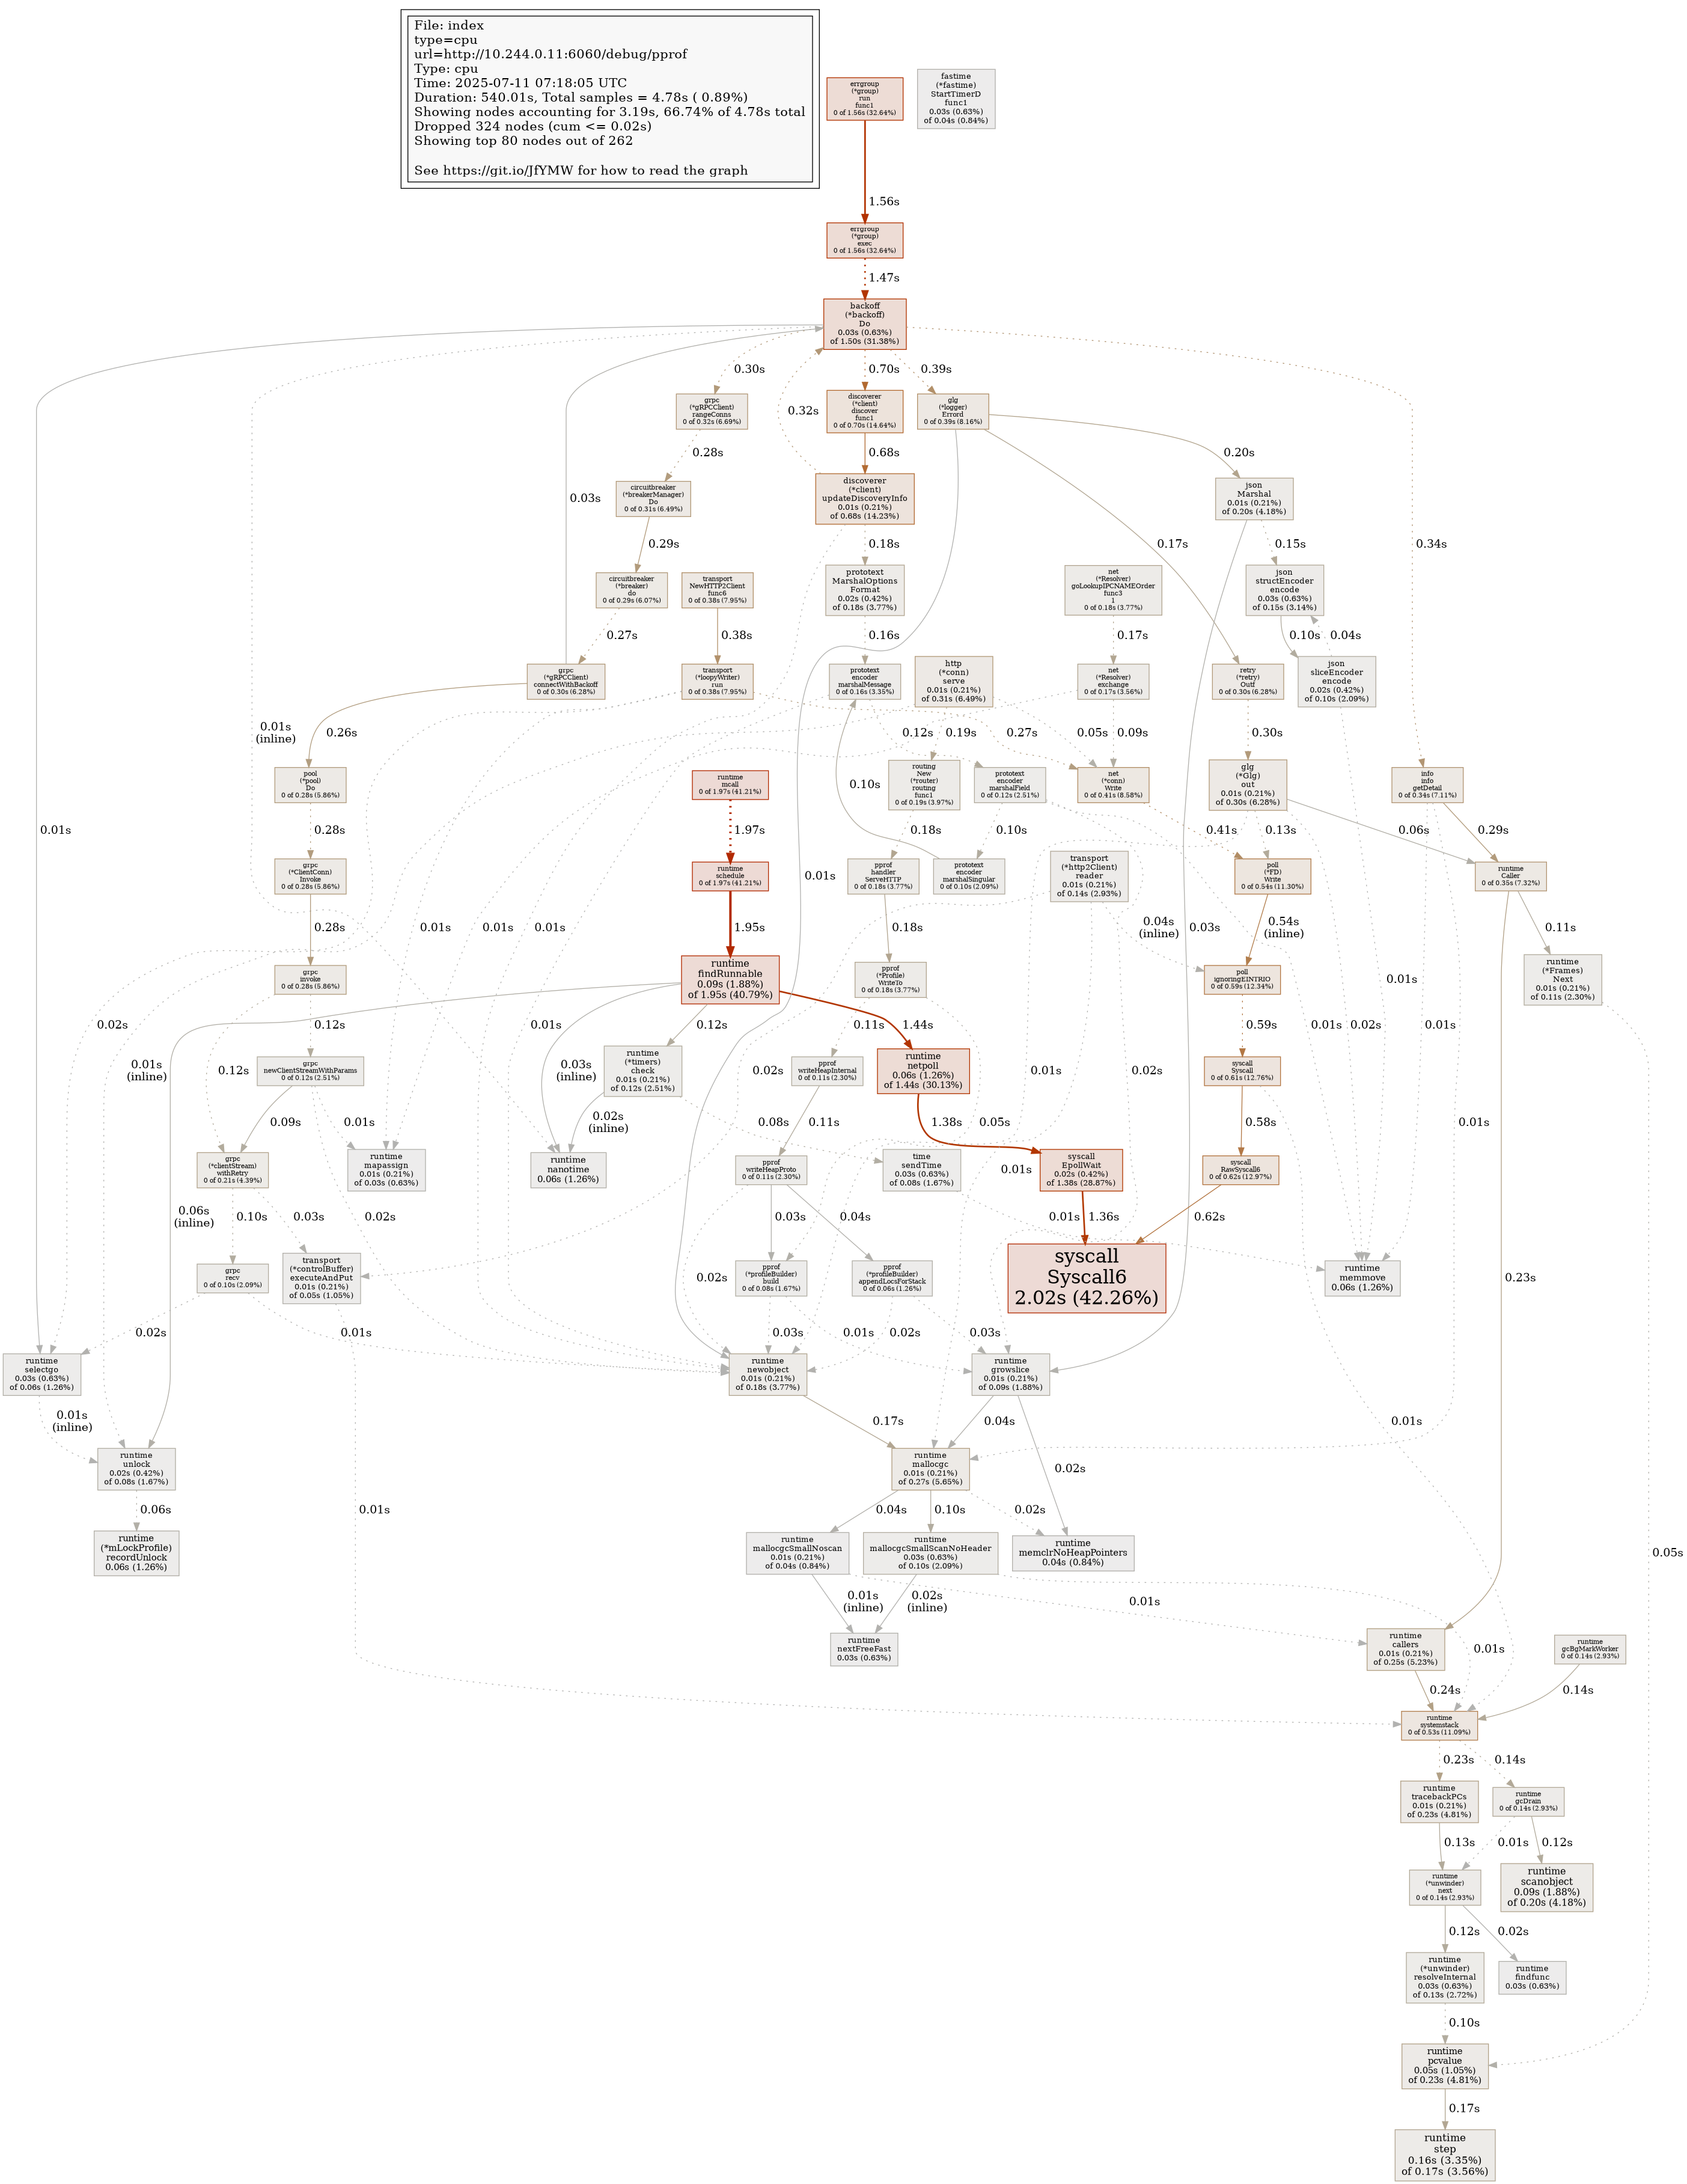 File: index
type=cpu
url=http://10.244.0.11:6060/debug/pprof
Type: cpu
Time: 2025-07-11 07:18:05 UTC
Duration: 540.01s, Total samples = 4.78s ( 0.89%)
Showing nodes accounting for 3.19s, 66.74% of 4.78s total
Dropped 324 nodes (cum <= 0.02s)
Showing top 80 nodes out of 262
See https://git.io/JfYMW for how to read the graph
errgroup
(*group)
run
func1
0 of 1.56s (32.64%)
fastime
(*fastime)
StartTimerD
func1
0.03s (0.63%)
of 0.04s (0.84%)
1.56s
errgroup
(*group)
exec
0 of 1.56s (32.64%)
1.47s
backoff
(*backoff)
Do
0.03s (0.63%)
of 1.50s (31.38%)
0.30s
0.70s
0.39s
grpc
(*gRPCClient)
rangeConns
0 of 0.32s (6.69%)
0.32s
discoverer
(*client)
discover
func1
0 of 0.70s (14.64%)
glg
(*logger)
Errord
0 of 0.39s (8.16%)
0.28s
0.68s
0.20s
circuitbreaker
(*breakerManager)
Do
0 of 0.31s (6.49%)
0.03s
discoverer
(*client)
updateDiscoveryInfo
0.01s (0.21%)
of 0.68s (14.23%)
json
Marshal
0.01s (0.21%)
of 0.20s (4.18%)
0.29s
0.18s
0.17s
0.15s
0.34s
circuitbreaker
(*breaker)
do
0 of 0.29s (6.07%)
transport
NewHTTP2Client
func6
0 of 0.38s (7.95%)
prototext
MarshalOptions
Format
0.02s (0.42%)
of 0.18s (3.77%)
net
(*Resolver)
goLookupIPCNAMEOrder
func3
1
0 of 0.18s (3.77%)
json
structEncoder
encode
0.03s (0.63%)
of 0.15s (3.14%)
0.27s
0.38s
0.16s
0.17s
0.10s
0.04s
grpc
(*gRPCClient)
connectWithBackoff
0 of 0.30s (6.28%)
transport
(*loopyWriter)
run
0 of 0.38s (7.95%)
prototext
encoder
marshalMessage
0 of 0.16s (3.35%)
http
(*conn)
serve
0.01s (0.21%)
of 0.31s (6.49%)
net
(*Resolver)
exchange
0 of 0.17s (3.56%)
retry
(*retry)
Outf
0 of 0.30s (6.28%)
json
sliceEncoder
encode
0.02s (0.42%)
of 0.10s (2.09%)
0.01s
(inline)
0.26s
0.12s
0.19s
0.27s
0.05s
0.09s
0.30s
pool
(*pool)
Do
0 of 0.28s (5.86%)
runtime
mcall
0 of 1.97s (41.21%)
0.10s
routing
New
(*router)
routing
func1
0 of 0.19s (3.97%)
prototext
encoder
marshalField
0 of 0.12s (2.51%)
net
(*conn)
Write
0 of 0.41s (8.58%)
glg
(*Glg)
out
0.01s (0.21%)
of 0.30s (6.28%)
info
info
getDetail
0 of 0.34s (7.11%)
0.01s
0.28s
1.97s
0.18s
0.10s
0.41s
0.13s
0.06s
0.29s
grpc
(*ClientConn)
Invoke
0 of 0.28s (5.86%)
runtime
schedule
0 of 1.97s (41.21%)
0.01s
pprof
handler
ServeHTTP
0 of 0.18s (3.77%)
prototext
encoder
marshalSingular
0 of 0.10s (2.09%)
transport
(*http2Client)
reader
0.01s (0.21%)
of 0.14s (2.93%)
poll
(*FD)
Write
0 of 0.54s (11.30%)
runtime
Caller
0 of 0.35s (7.32%)
0.28s
0.01s
0.01s
0.01s
1.95s
0.18s
0.04s
(inline)
0.03s
0.54s
(inline)
0.01s
0.11s
grpc
invoke
0 of 0.28s (5.86%)
runtime
findRunnable
0.09s (1.88%)
of 1.95s (40.79%)
pprof
(*Profile)
WriteTo
0 of 0.18s (3.77%)
poll
ignoringEINTRIO
0 of 0.59s (12.34%)
runtime
(*Frames)
Next
0.01s (0.21%)
of 0.11s (2.30%)
0.02s
0.12s
0.01s
0.12s
0.11s
1.44s
0.59s
0.01s
0.02s
0.01s
0.01s
(inline)
0.12s
grpc
newClientStreamWithParams
0 of 0.12s (2.51%)
0.03s
(inline)
runtime
(*timers)
check
0.01s (0.21%)
of 0.12s (2.51%)
0.02s
pprof
writeHeapInternal
0 of 0.11s (2.30%)
runtime
netpoll
0.06s (1.26%)
of 1.44s (30.13%)
0.01s
0.02s
syscall
Syscall
0 of 0.61s (12.76%)
0.09s
0.01s
0.02s
(inline)
0.08s
0.11s
1.38s
0.05s
0.58s
0.01s
grpc
(*clientStream)
withRetry
0 of 0.21s (4.39%)
runtime
mapassign
0.01s (0.21%)
of 0.03s (0.63%)
runtime
nanotime
0.06s (1.26%)
pprof
writeHeapProto
0 of 0.11s (2.30%)
time
sendTime
0.03s (0.63%)
of 0.08s (1.67%)
0.01s
syscall
EpollWait
0.02s (0.42%)
of 1.38s (28.87%)
syscall
RawSyscall6
0 of 0.62s (12.97%)
0.06s
(inline)
0.10s
0.03s
0.02s
0.03s
0.04s
0.01s
1.36s
0.62s
grpc
recv
0 of 0.10s (2.09%)
transport
(*controlBuffer)
executeAndPut
0.01s (0.21%)
of 0.05s (1.05%)
0.02s
pprof
(*profileBuilder)
build
0 of 0.08s (1.67%)
pprof
(*profileBuilder)
appendLocsForStack
0 of 0.06s (1.26%)
syscall
Syscall6
2.02s (42.26%)
runtime
memmove
0.06s (1.26%)
0.23s
0.02s
0.01s
0.03s
0.01s
0.02s
0.03s
runtime
selectgo
0.03s (0.63%)
of 0.06s (1.26%)
runtime
newobject
0.01s (0.21%)
of 0.18s (3.77%)
runtime
growslice
0.01s (0.21%)
of 0.09s (1.88%)
0.01s
(inline)
0.17s
0.04s
0.01s
runtime
unlock
0.02s (0.42%)
of 0.08s (1.67%)
runtime
mallocgc
0.01s (0.21%)
of 0.27s (5.65%)
0.02s
0.06s
0.01s
0.04s
0.10s
0.02s
runtime
(*mLockProfile)
recordUnlock
0.06s (1.26%)
runtime
mallocgcSmallNoscan
0.01s (0.21%)
of 0.04s (0.84%)
runtime
mallocgcSmallScanNoHeader
0.03s (0.63%)
of 0.10s (2.09%)
runtime
memclrNoHeapPointers
0.04s (0.84%)
0.05s
0.01s
(inline)
0.02s
(inline)
0.01s
runtime
nextFreeFast
0.03s (0.63%)
runtime
callers
0.01s (0.21%)
of 0.25s (5.23%)
0.01s
runtime
gcBgMarkWorker
0 of 0.14s (2.93%)
0.24s
0.14s
runtime
systemstack
0 of 0.53s (11.09%)
0.23s
0.14s
runtime
tracebackPCs
0.01s (0.21%)
of 0.23s (4.81%)
runtime
gcDrain
0 of 0.14s (2.93%)
0.13s
0.01s
0.12s
runtime
(*unwinder)
next
0 of 0.14s (2.93%)
runtime
scanobject
0.09s (1.88%)
of 0.20s (4.18%)
0.12s
0.02s
runtime
(*unwinder)
resolveInternal
0.03s (0.63%)
of 0.13s (2.72%)
runtime
findfunc
0.03s (0.63%)
0.10s
runtime
pcvalue
0.05s (1.05%)
of 0.23s (4.81%)
0.17s
runtime
step
0.16s (3.35%)
of 0.17s (3.56%)